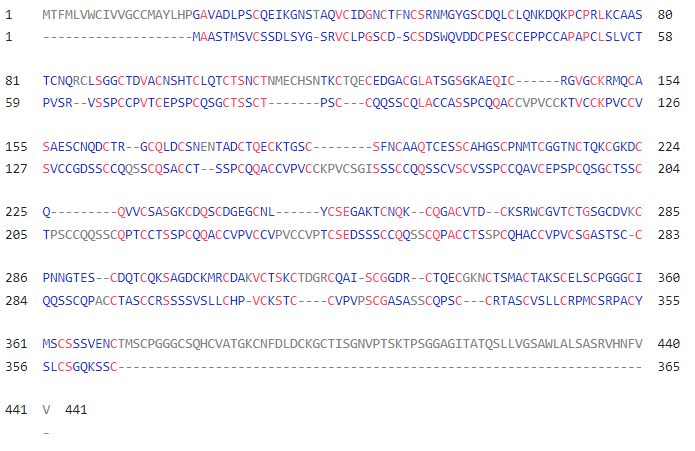 1 MTFMLVWCIVVGCCMAYLHPGAVADLPSCQEIKGNSTAQVCIDGNCTFNCSRNMGYGSCDQLCLQNKDQKPCPRLKCAAS 80
1 --------------------MAASTMSVCSSDLSYG-SRVCLPGSCD-SCSDSWQVDDCPESCCEPPCCAPAPCLSLVCT 58
81 TCNQRCLSGGCTDVACNSHTCLQTCTSNCTNMECHSNTKCTQECEDGACGLATSGSGKAEQIC------RGVGCKRMQCA 154
59 PVSR--VSSPCCPVTCEPSPCQSGCTSSCT-------PSC---CQQSSCQLACCASSPCQQACCVPVCCKTVCCKPVCCV 126
155 SAESCNQDCTR--GCQLDCSNENTADCTQECKTGSC--------SFNCAAQTCESSCAHGSCPNMTCGGTNCTQKCGKDC 224
127 SVCCGDSSCCQQSSCQSACCT--SSPCQQACCVPVCCKPVCSGISSSCCQQSSCVSCVSSPCCQAVCEPSPCQSGCTSSC 204
225 Q---------QVVCSASGKCDQSCDGEGCNL------YCSEGAKTCNQK--CQGACVTD--CKSRWCGVTCTGSGCDVKC 285
205 TPSCCQQSSCQPTCCTSSPCQQACCVPVCCVPVCCVPTCSEDSSSCCQQSSCQPACCTSSPCQHACCVPVCSGASTSC-C 283
286 PNNGTES--CDQTCQKSAGDCKMRCDAKVCTSKCTDGRCQAI-SCGGDR--CTQECGKNCTSMACTAKSCELSCPGGGCI 360
284 QQSSCQPACCTASCCRSSSSVSLLCHP-VCKSTC----CVPVPSCGASASSCQPSC---CRTASCVSLLCRPMCSRPACY 355
361 MSCSSSVENCTMSCPGGGCSQHCVATGKCNFDLDCKGCTISGNVPTSKTPSGGAGITATQSLLVGSAWLALSASRVHNFV 440
356 SLCSGQKSSC---------------------------------------------------------------------- 365
441 V 441
-